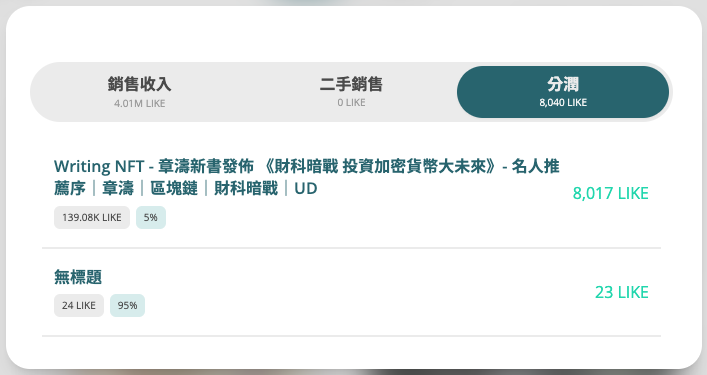 銷售收入
4.01M LIKE
二手銷售
0 LIKE
分潤
8,040 LIKE
Writing NFT - 章濤新書發佈 《財科暗戰 投資加密貨幣大未來》- 名人推
薦序｜章濤｜區塊鏈｜財科暗戰｜UD
139.08K LIKE
5%
8,017 LIKE
無標題
24 LIKE
95%
23 LIKE